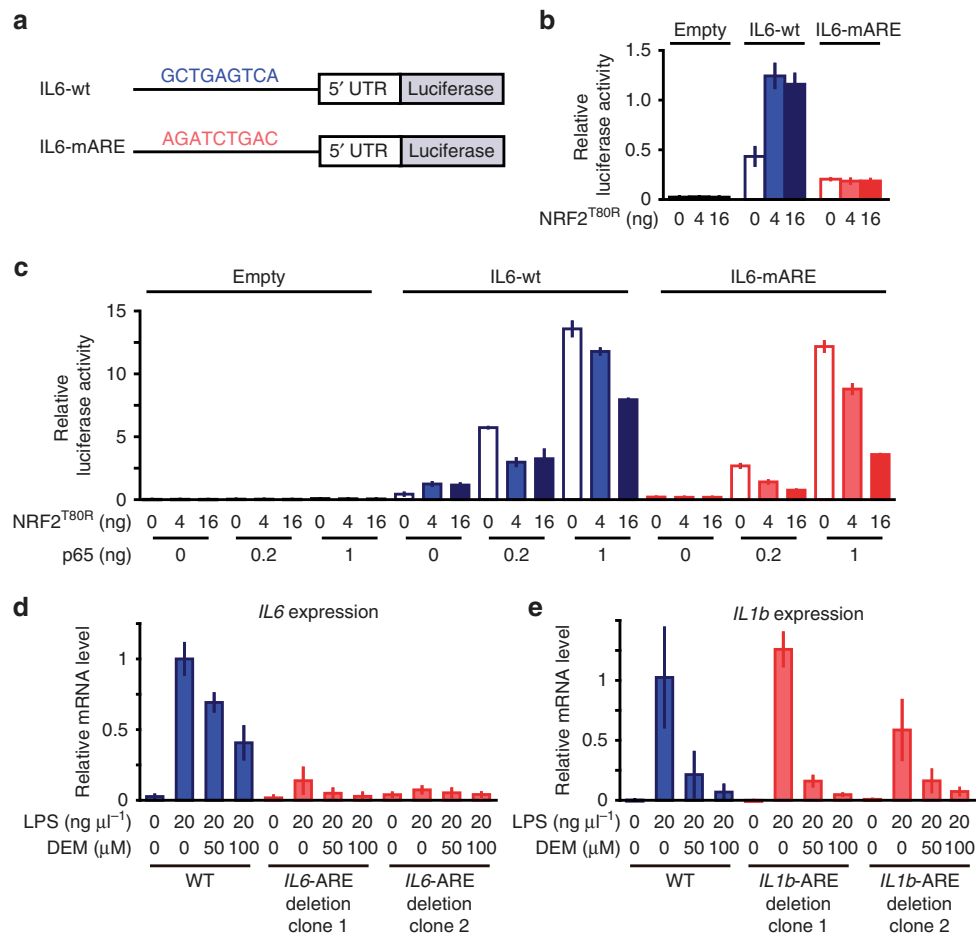 a
IL6-wt
GCTGAGTCA
5′ UTR
Luciferase
IL6-mARE
AGATCTGAC
5′ UTR
Luciferase
b
Empty IL6-wt IL6-mARE
Relative
luciferase activity
1.5
1.0
0.5
0
NRF2T80R (ng) 0 4 16 0 4 16 0 4 16
c
Empty IL6-wt IL6-mARE
Relative
luciferase activity
15
10
5
0
NRF2T80R (ng) 0 4 16 0 4 16 0 4 16 0 4 16 0 4 16 0 4 16 0 4 16 0 4 16 0 4 16
p65 (ng) 0 0.2 1 0 0.2 1 0 0.2 1
d
IL6 expression
Relative mRNA level
1
0.5
0
LPS (ng μl−1) 0 20 20 20 0 20 20 20 0 20 20 20
DEM (μM) 0 0 50 100 0 0 50 100 0 0 50 100
WT IL6-ARE IL6-ARE
deletion deletion
clone 1 clone 2
e
IL1b expression
Relative mRNA level
1
0.5
0
LPS (ng μl−1) 0 20 20 20 0 20 20 20 0 20 20 20
DEM (μM) 0 0 50 100 0 0 50 100 0 0 50 100
WT IL1b-ARE IL1b-ARE
deletion deletion
clone 1 clone 2